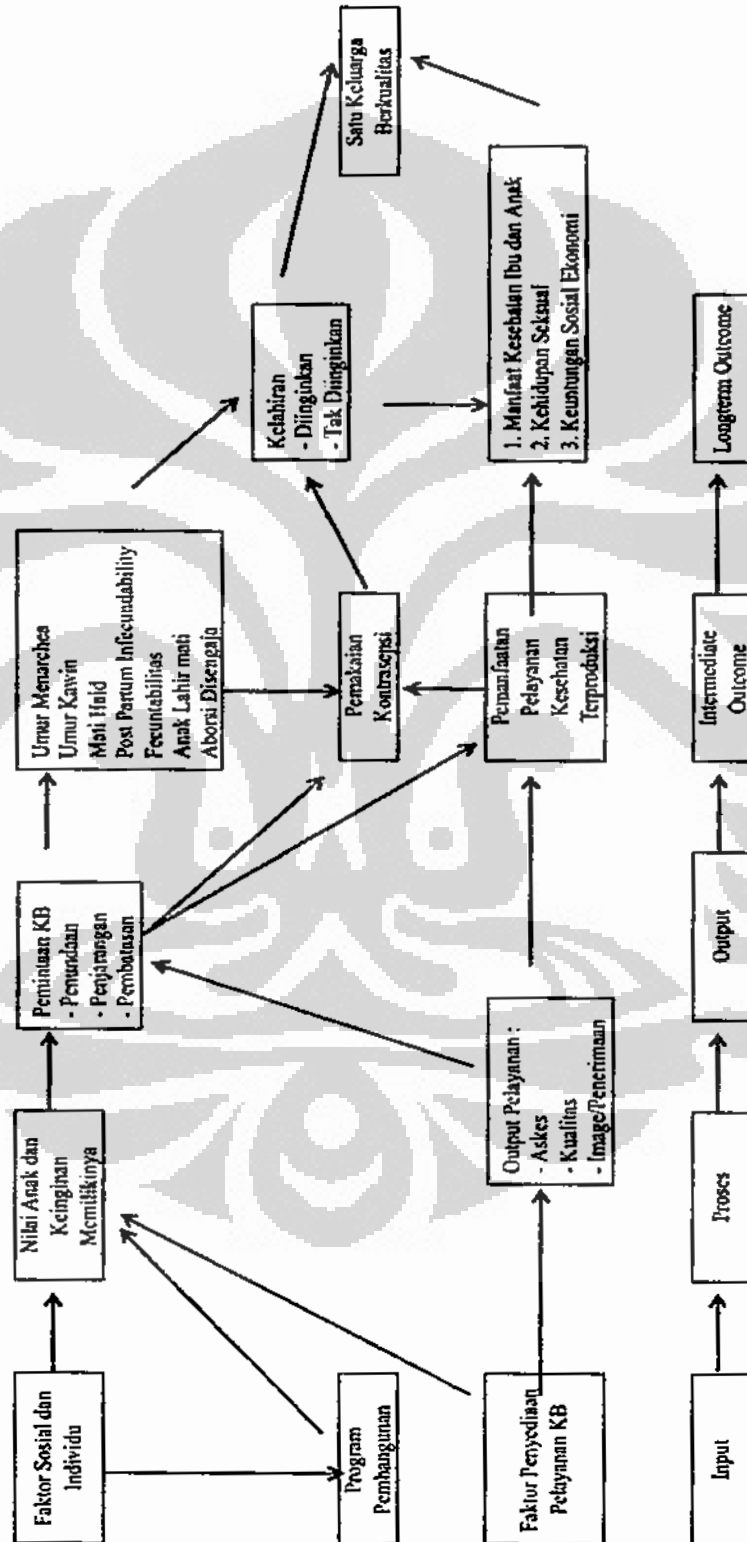 Faktor Sosial dan
Individu
Nilai Anak dan
Keinginan
Memilikinya
Permintaan KB
- Penundaan
- Penjarangan
- Pembatasan
Umur Menarchea
Umur Kawin
Mati Haid
Post Partum Infecundability
Fecuntabilitas
Anak Lahir mati
Aborsi Disengaja
Program
Pembangunan
Pemakaian
Kontrasepsi
Kelahiran
- Diinginkan
- Tak Diinginkan
Satu Keluarga
Berkualitas
Faktur Penyediaan
Pelayanan KB
Output Pelayanan :
- Askes
- Kualitas
- Image/Penerimaan
Pemanfaatan
Pelayanan
Kesehatan
Terproduksi
1. Manfaat Kesehatan Ibu dan Anak
2. Kehidupan Seksual
3. Keuntungan Sosial Ekonomi
Input
Proses
Output
Intermediate
Outcome
Longterm Outcome